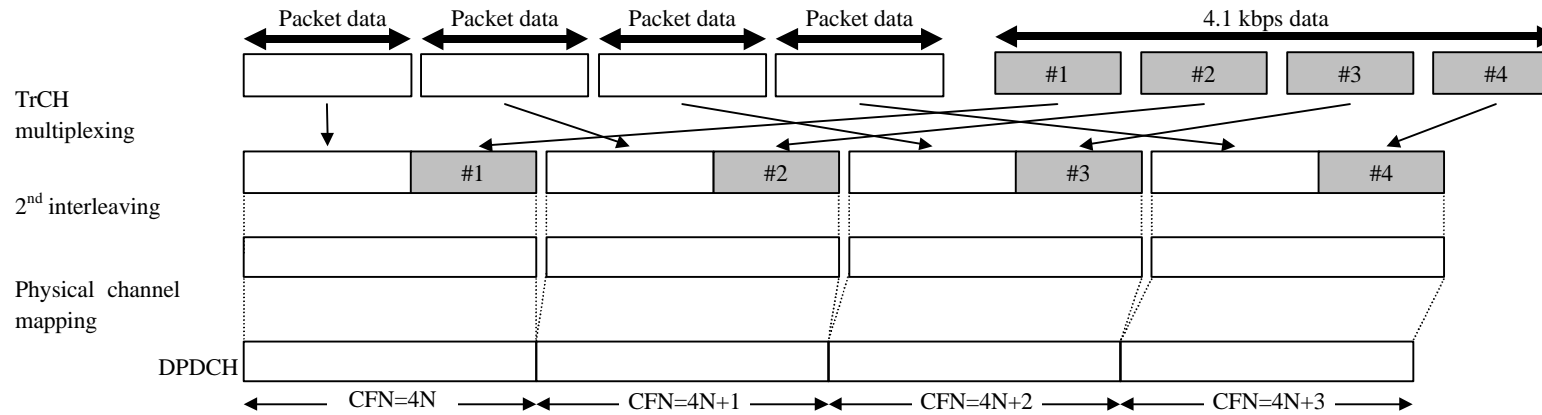 Packet data Packet data Packet data Packet data 4.1 kbps data
#1 #2 #3 #4
TrCH
multiplexing
#1 #2 #3 #4
2nd interleaving
Physical channel
mapping
DPDCH
CFN=4N CFN=4N+1 CFN=4N+2 CFN=4N+3